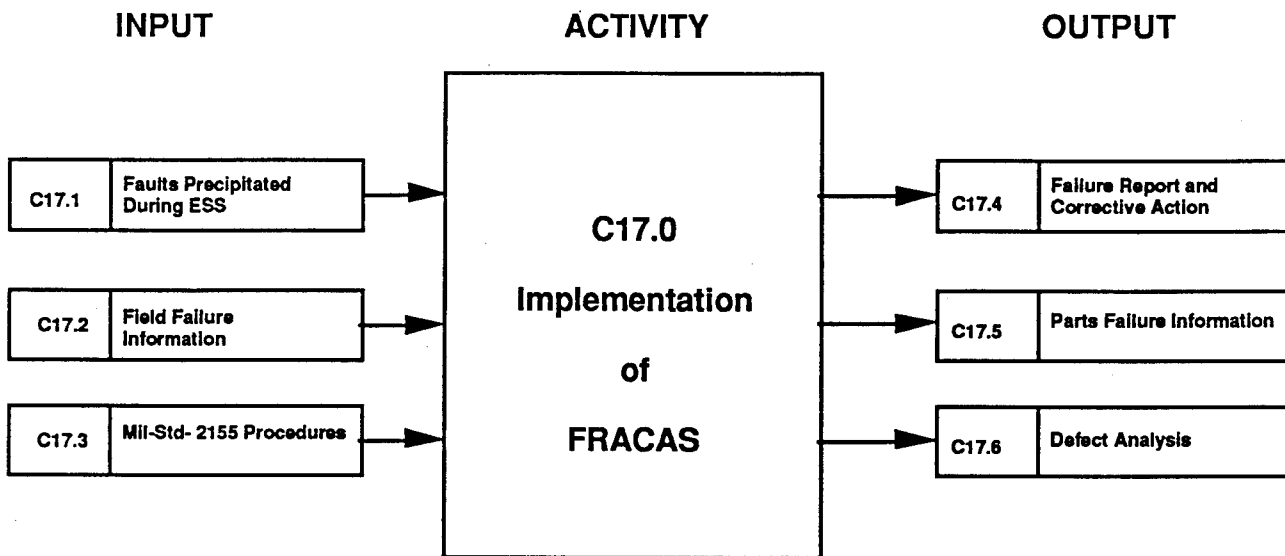 INPUT
ACTIVITY
OUTPUT
C17.1
Faults Precipitated
During ESS
C17.2
Field Failure
Information
C17.3
Mil-Std- 2155 Procedures
C17.0
Implementation
of
FRACAS
C17.4
Failure Report and
Corrective Action
C17.5
Parts Failure Information
C17.6
Defect Analysis